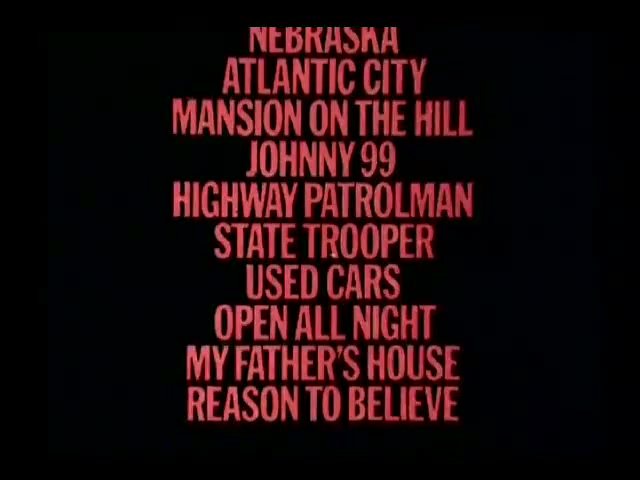 NEBRASKA
ATLANTIC CITY
MANSION ON THE HILL
JOHNNY 99
HIGHWAY PATROLMAN
STATE TROOPER
USED CARS
OPEN ALL NIGHT
MY FATHER'S HOUSE
REASON TO BELIEVE